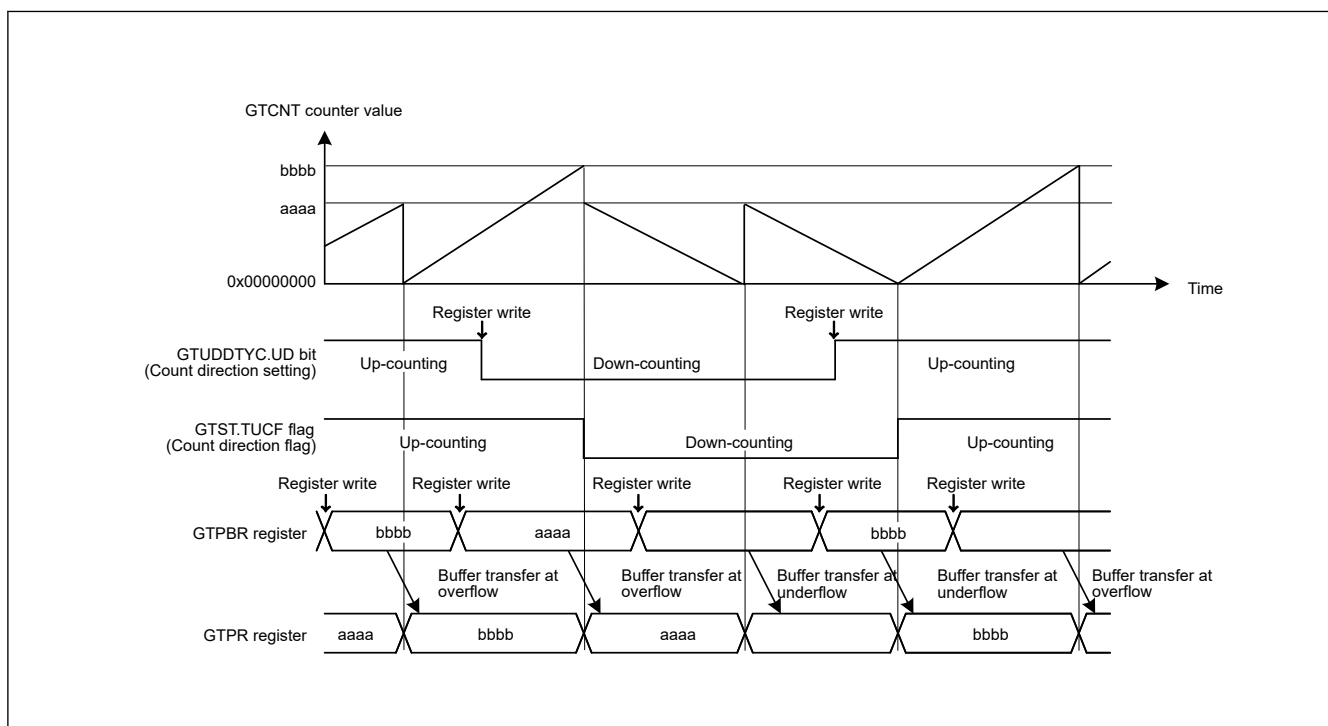 GTCNT counter value
bbbb
aaaa
0x00000000
Time
Register write
Register write
GTUDDTYC.UD bit
(Count direction setting)
Up-counting
Down-counting
Up-counting
GTST.TUCF flag
(Count direction flag)
Up-counting
Down-counting
Up-counting
Register write
Register write
Register write
Register write
Register write
GTPBR register
bbbb
aaaa
bbbb
Buffer transfer at
overflow
Buffer transfer at
overflow
Buffer transfer at
underflow
Buffer transfer at
underflow
Buffer transfer at
overflow
GTPR register
aaaa
bbbb
aaaa
bbbb